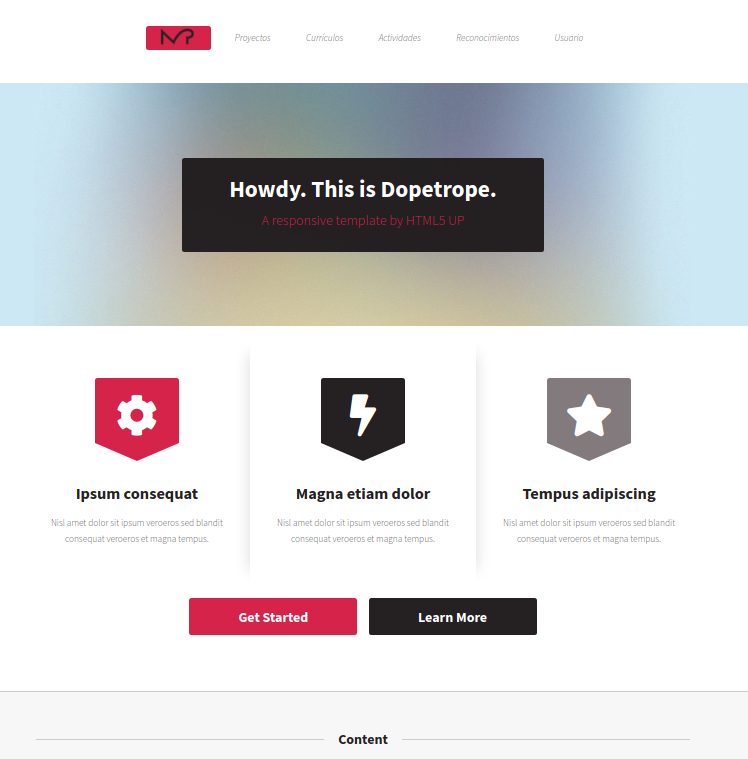 Proyectos
Currículos
Actividades
Reconocimientos
Usuario
Howdy. This is Dopetrope.
A responsive template by HTML5 UP
Ipsum consequat
Nisl amet dolor sit ipsum veroeros sed blandit
consequat veroeros et magna tempus.
Magna etiam dolor
Nisl amet dolor sit ipsum veroeros sed blandit
consequat veroeros et magna tempus.
Tempus adipiscing
Nisl amet dolor sit ipsum veroeros sed blandit
consequat veroeros et magna tempus.
Get Started
Learn More
Content